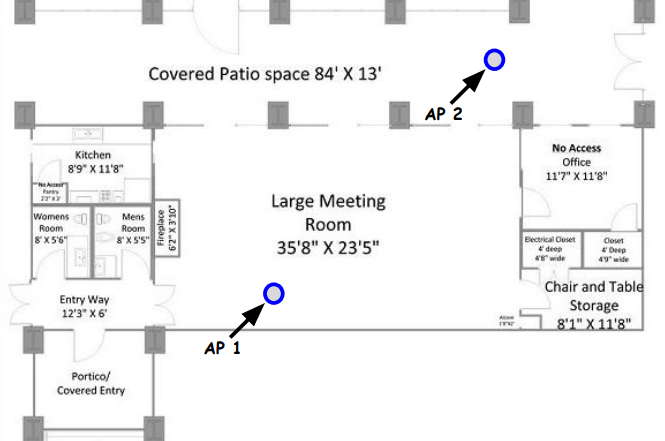 Covered Patio space 84' X 13'
AP 2
Kitchen
8'9" X 11'8"
No Access
Office
11'7" X 11'8"
No Access
Pantry
2'2" X 3'
Womens
Room
8' X 5'6"
Mens
Room
8' X 5'5"
Fireplace
6'2" X 3'10"
Large Meeting
Room
35'8" X 23'5"
Electrical Closet
4' deep
4'8" wide
Closet
4' Deep
4'9" wide
Entry Way
12'3" X 6'
Chair and Table
Storage
8'1" X 11'8"
AP 1
Portico/
Covered Entry